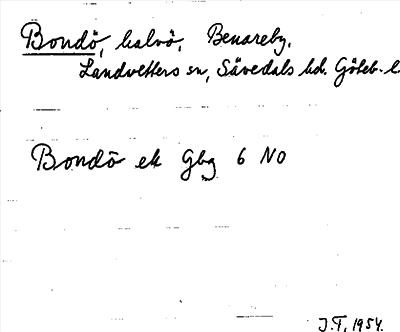 Bondö, halvö, Benareby,
Landvetters sn, Sävedals hd. Göteb. l.
Bondö ek Gbg 6 NO
J.T, 1954.